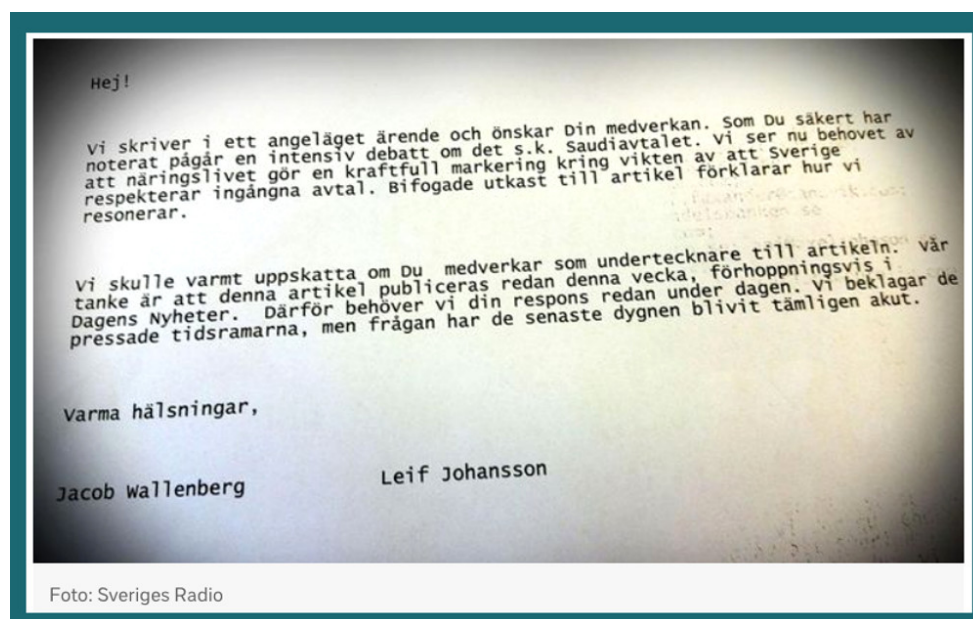 Hej!
Vi skriver i ett angeläget ärende och önskar Din medverkan. Som Du säkert har
noterat pågår en intensiv debatt om det s.k. Saudiavtalet. Vi ser nu behovet av
att näringslivet gör en kraftfull markering kring vikten av att Sverige
respekterar ingångna avtal. Bifogade utkast till artikel förklarar hur vi
resonerar.
Vi skulle varmt uppskatta om Du medverkar som undertecknare till artikeln. Vår
tanke är att denna artikel publiceras redan denna vecka, förhoppningsvis i
Dagens Nyheter. Därför behöver vi din respons redan under dagen. Vi beklagar de
pressade tidsramarna, men frågan har de senaste dygnen blivit tämligen akut.
Varma hälsningar,
Jacob Wallenberg Leif Johansson
Foto: Sveriges Radio